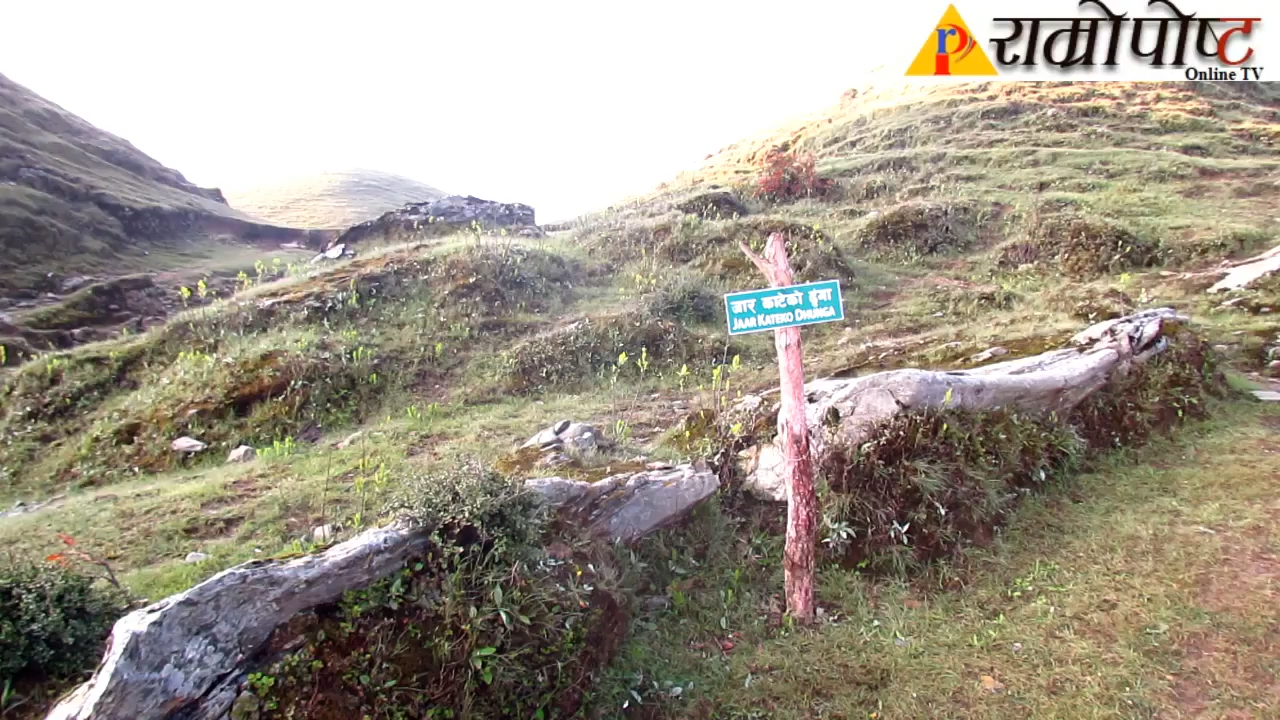 राम्रोपोष्ट
Online TV
जार काटेको ढुंगा
JAAR KATEKO DHUNGA